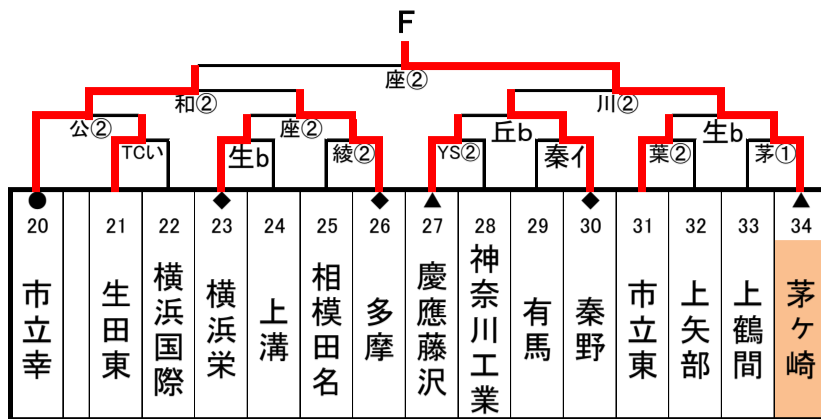 F
座②
和②
川②
公②
座②
丘b
生b
TCい
生b
綾②
YS②
秦イ
葉②
茅①
● ◆ ◆ ▲ ◆ ▲
20 21 22 23 24 25 26 27 28 29 30 31 32 33 34
市立幸
生田東
横浜国際
横浜栄
上溝
相模田名
多摩
慶應藤沢
神奈川工業
有馬
秦野
市立東
上矢部
上鶴間
茅ヶ崎